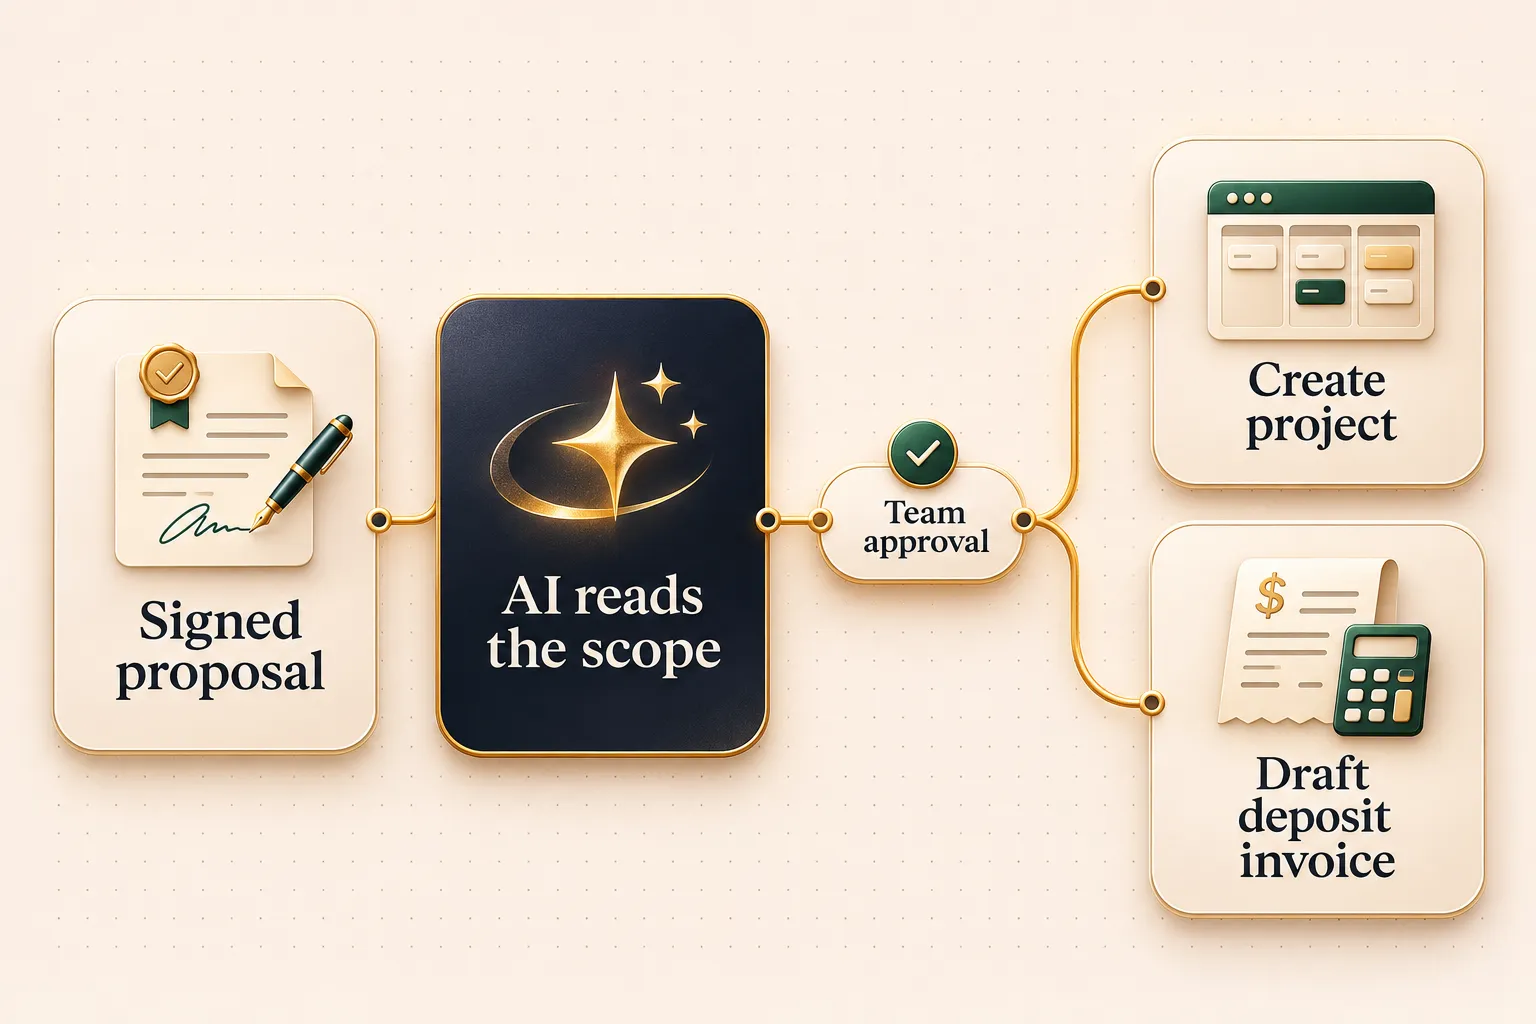 Signed
proposal
AI reads
the scope
Team
approval
Create
project
$
Draft
deposit
invoice